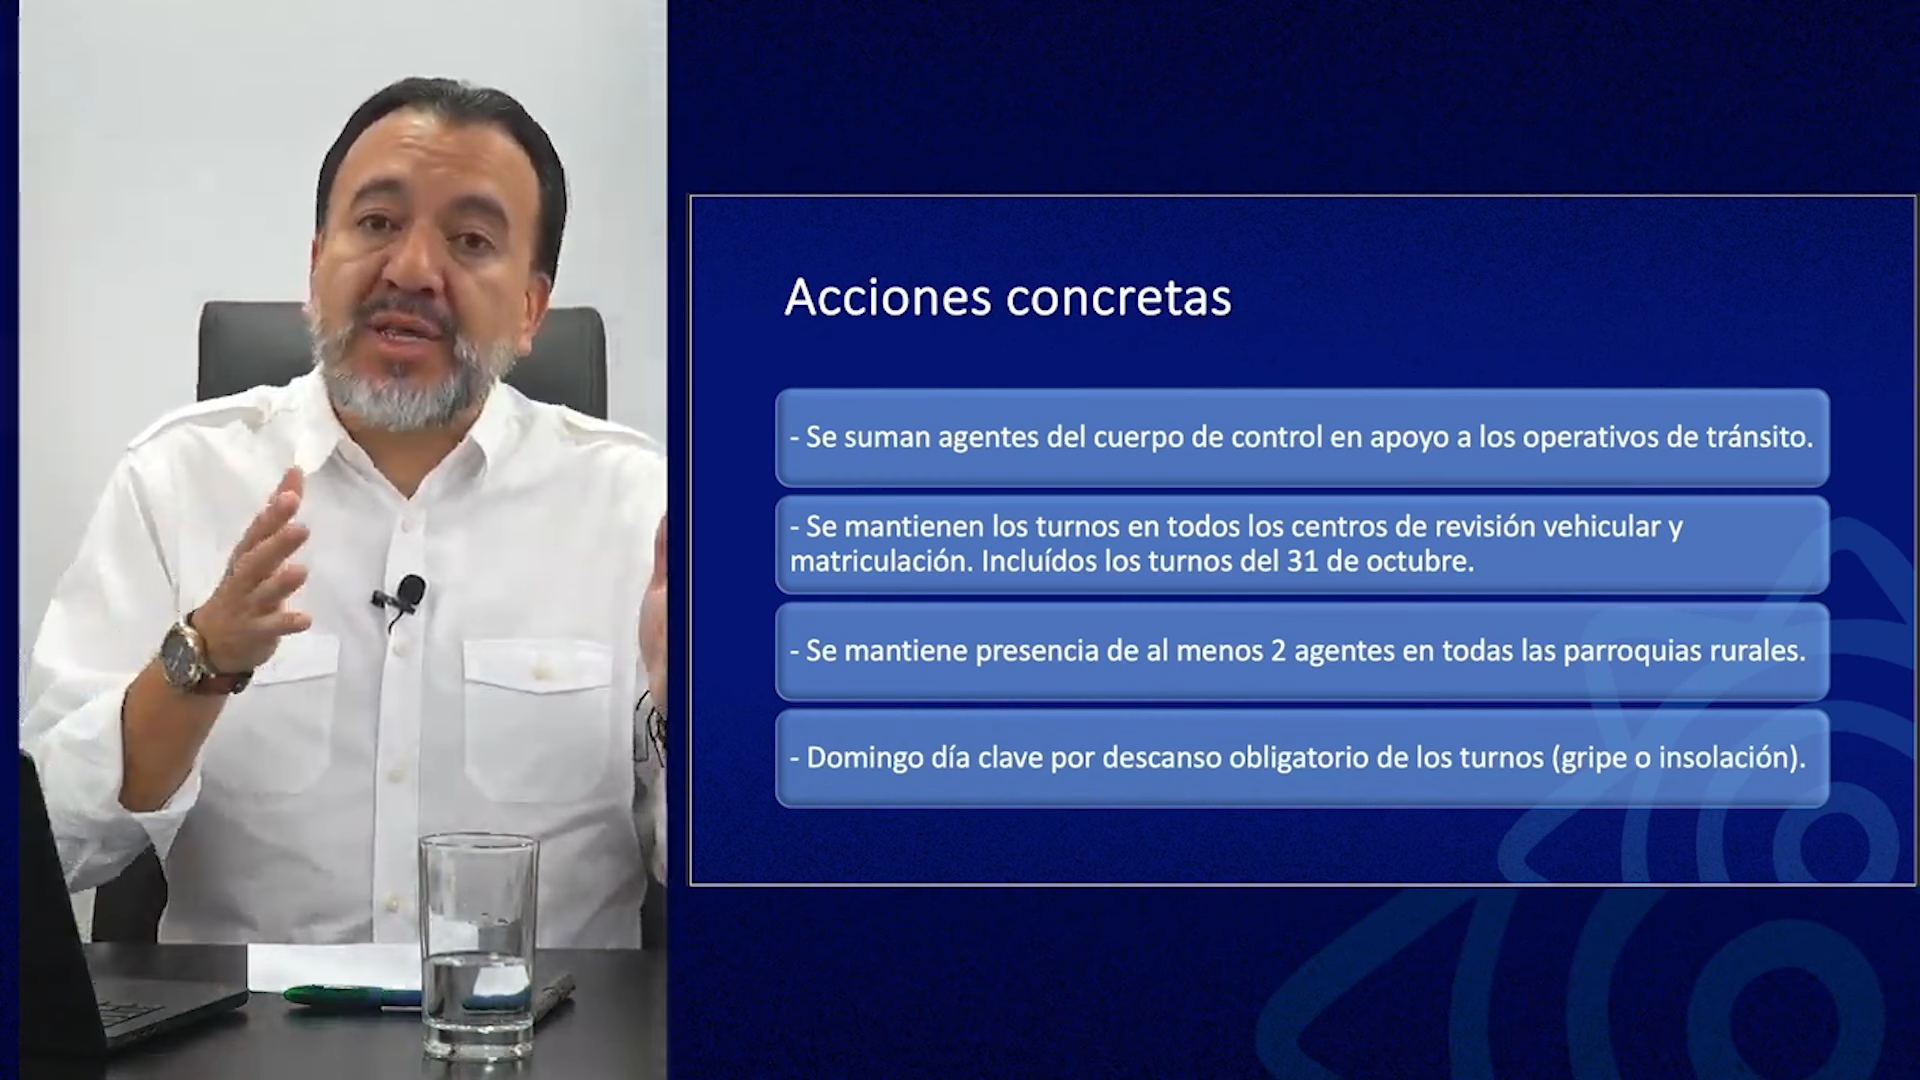 Acciones concretas
- Se suman agentes del cuerpo de control en apoyo a los operativos de tránsito.
- Se mantienen los turnos en todos los centros de revisión vehicular y
matriculación. Incluídos los turnos del 31 de octubre.
- Se mantiene presencia de al menos 2 agentes en todas las parroquias rurales.
- Domingo día clave por descanso obligatorio de los turnos (gripe o insolación).